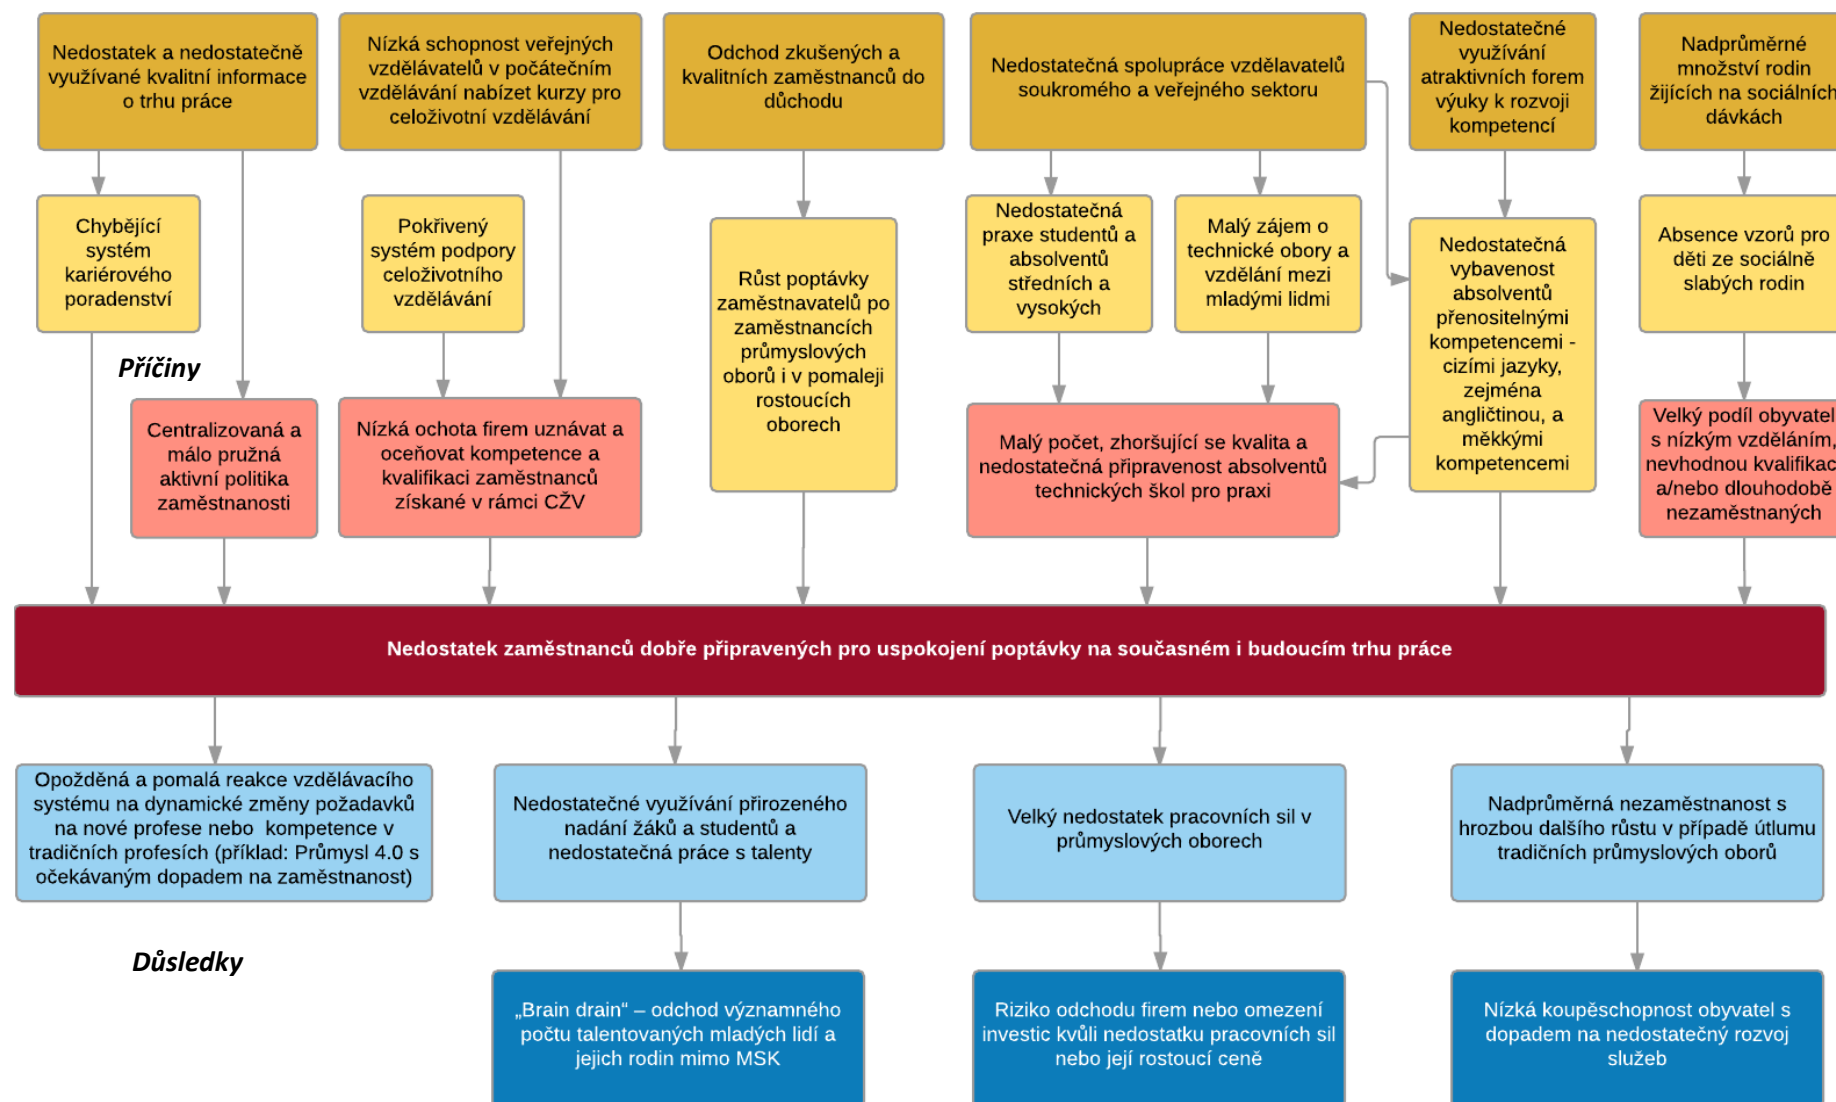 Nedostatek a nedostatečně
využívané kvalitní informace
o trhu práce
Nízká schopnost veřejných
vzdělávatelů v počátečním
vzdělávání nabízet kurzy pro
celoživotní vzdělávání
Odchod zkušených a
kvalitních zaměstnanců do
důchodu
Nedostatečná spolupráce vzdělavatelů
soukromého a veřejného sektoru
Nedostatečné
využívání
atraktivních forem
výuky k rozvoji
kompetencí
Nadprůměrné
množství rodin
žijících na sociálních
dávkách
Chybějící
systém
kariérového
poradenství
Pokřivený
systém podpory
celoživotního
vzdělávání
Růst poptávky
zaměstnavatelů po
zaměstnancích
průmyslových
oborů i v pomaleji
rostoucích
oborech
Nedostatečná
praxe studentů a
absolventů
středních a
vysokých
Malý zájem o
technické obory a
vzdělání mezi
mladými lidmi
Nedostatečná
vybavenost
absolventů
přenositelnými
kompetencemi -
cizími jazyky,
zejména
angličtinou, a
měkkými
kompetencemi
Absence vzorů pro
děti ze sociálně
slabých rodin
Příčiny
Centralizovaná a
málo pružná
aktivní politika
zaměstnanosti
Nízká ochota firem uznávat a
oceňovat kompetence a
kvalifikaci zaměstnanců
získané v rámci CŽV
Malý počet, zhoršující se kvalita a
nedostatečná připravenost absolventů
technických škol pro praxi
Velký podíl obyvatel
s nízkým vzděláním,
nevhodnou kvalifikac
a/nebo dlouhodobě
nezaměstnaných
Nedostatek zaměstnanců dobře připravených pro uspokojení poptávky na současném i budoucím trhu práce
Opožděná a pomalá reakce vzdělávacího
systému na dynamické změny požadavků
na nové profese nebo kompetence v
tradičních profesích (příklad: Průmysl 4.0 s
očekávaným dopadem na zaměstnanost)
Nedostatečné využívání přirozeného
nadání žáků a studentů a
nedostatečná práce s talenty
Velký nedostatek pracovních sil v
průmyslových oborech
Nadprůměrná nezaměstnanost s
hrozbou dalšího růstu v případě útlumu
tradičních průmyslových oborů
Důsledky
„Brain drain“ – odchod významného
počtu talentovaných mladých lidí a
jejich rodin mimo MSK
Riziko odchodu firem nebo omezení
investic kvůli nedostatku pracovních sil
nebo její rostoucí ceně
Nízká koupěschopnost obyvatel s
dopadem na nedostatečný rozvoj
služeb